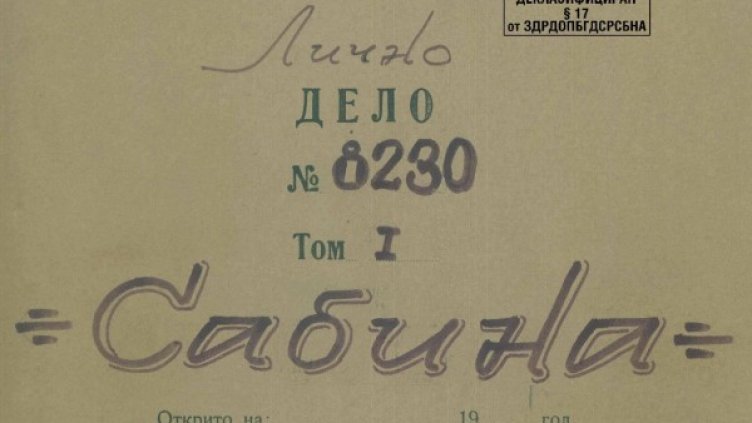 ДЕКЛАСИФИЦИРАН
§ 17
от ЗДРДОПБГДСРСБНА
Лично
ДЕЛО
№ 8230
Том I
= Сабина =
Открито на: 19 год.